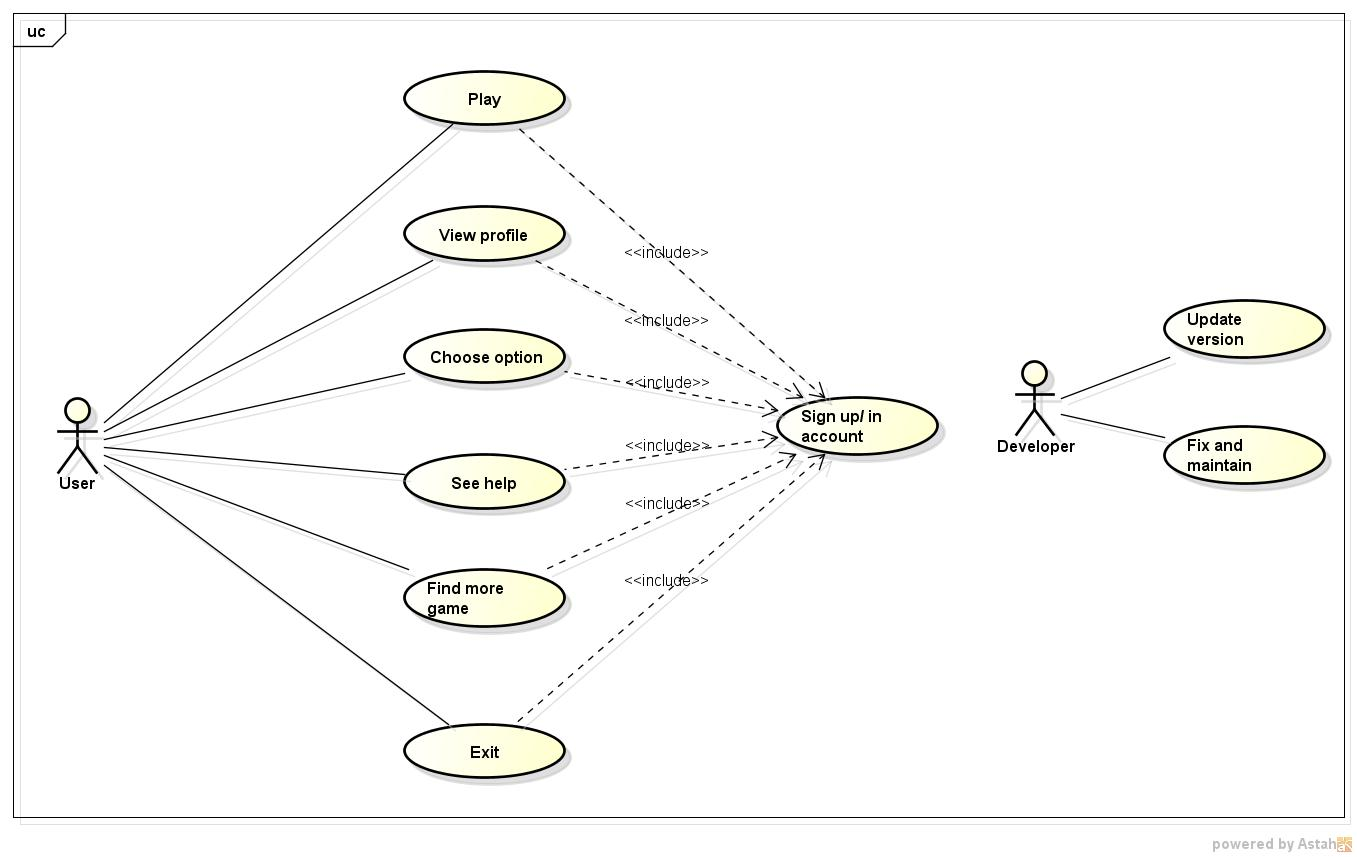 uc
Play
<<include>>
View profile
<<include>>
Update
version
Choose option
<<include>>
Sign up/ in
account
Developer
<<include>>
Fix and
maintain
User
See help
<<include>>
Find more
game
<<include>>
Exit
powered by Astah